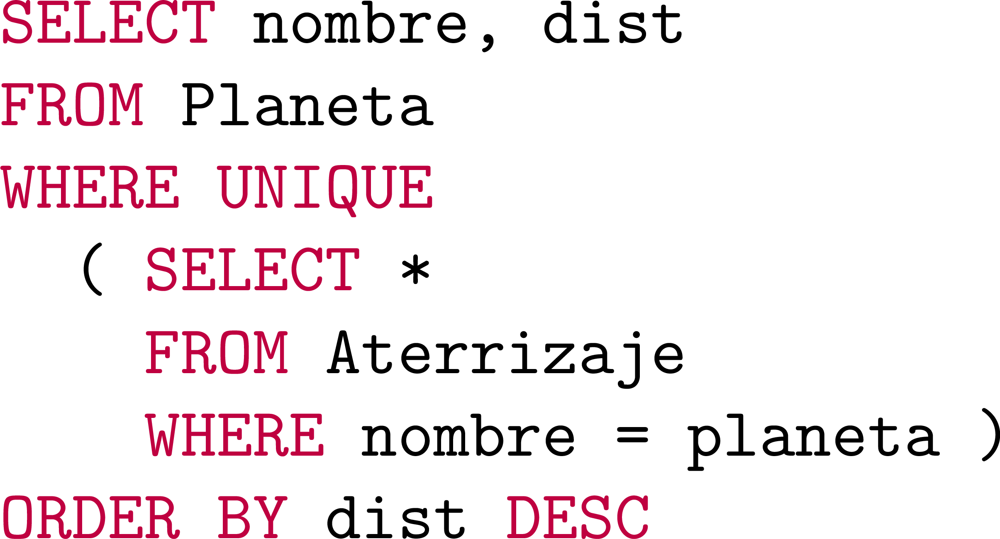 SELECT nombre, dist
FROM Planeta
WHERE UNIQUE
( SELECT *
FROM Aterrizaje
WHERE nombre = planeta )
ORDER BY dist DESC